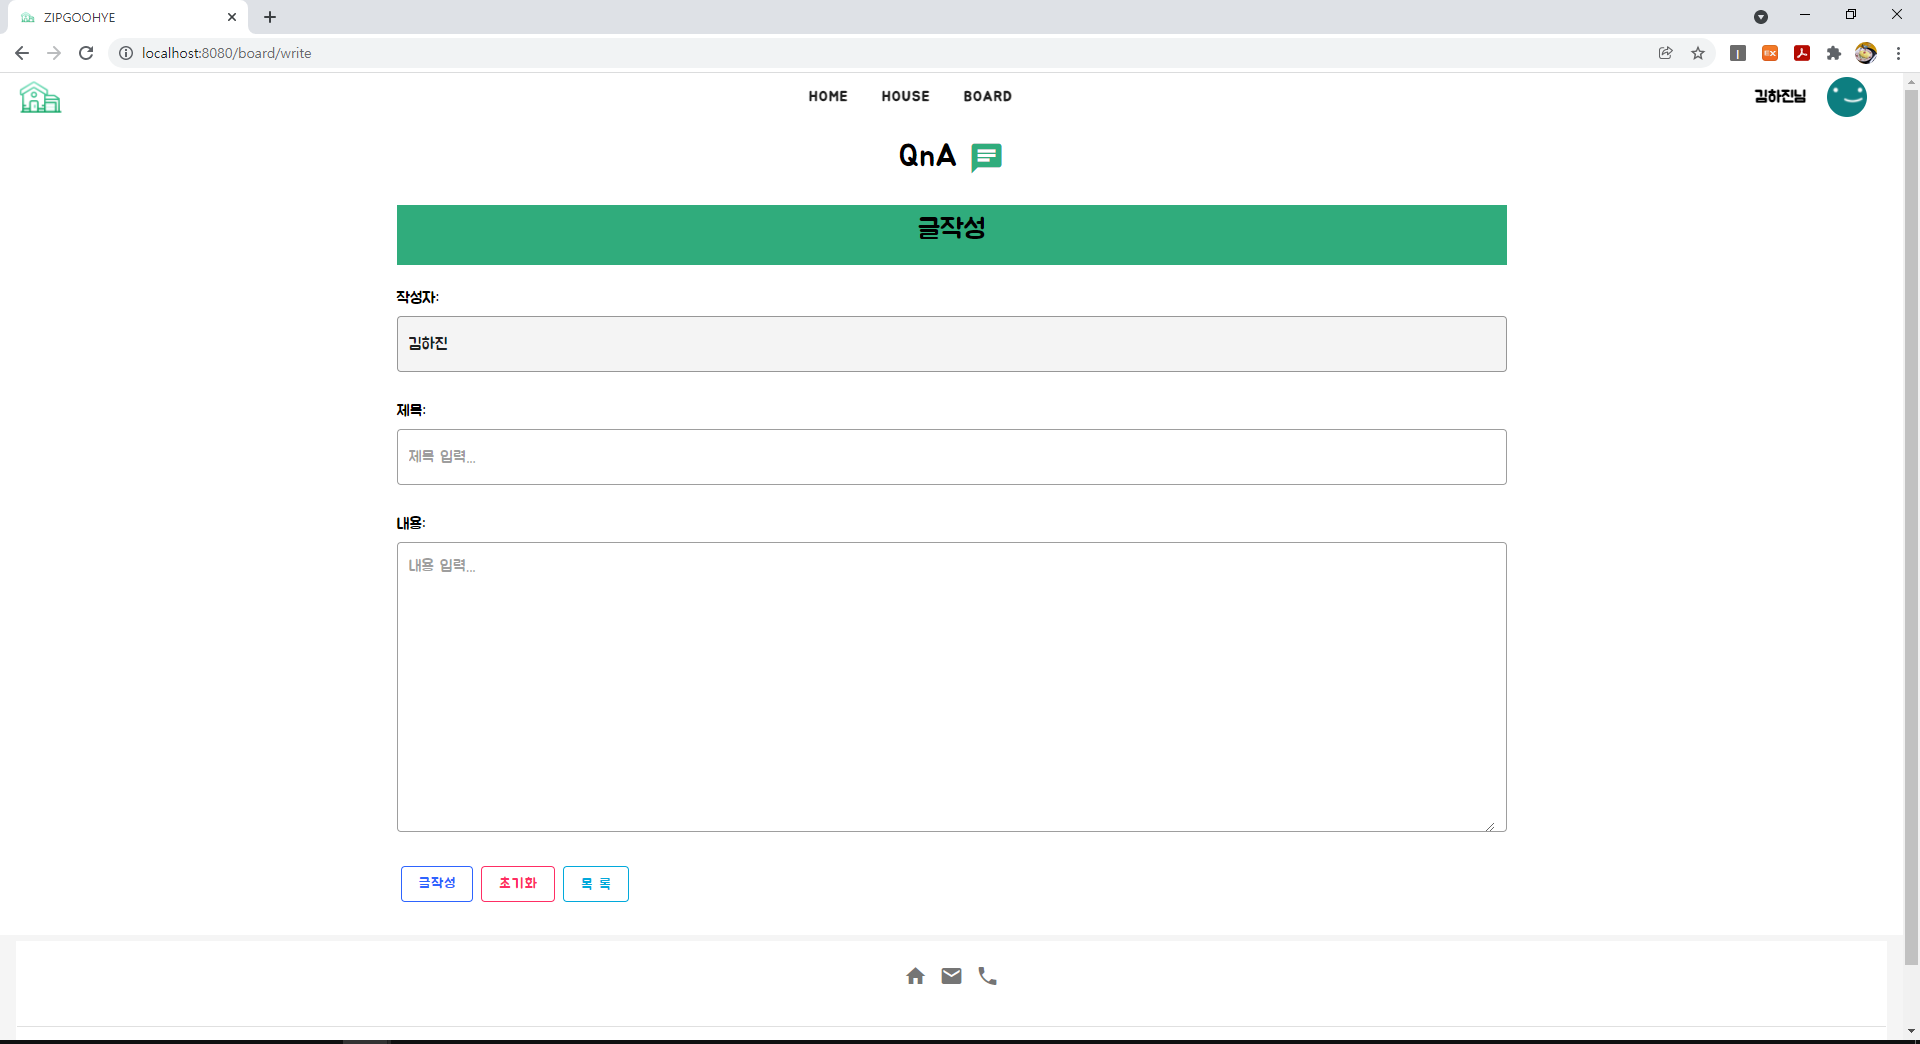 ZIPGOOHYE
localhost:8080/board/write
HOME HOUSE BOARD 김하진님
QnA
글작성
작성자:
김하진
제목:
제목 입력...
내용:
내용 입력...
글작성 초기화 목 록